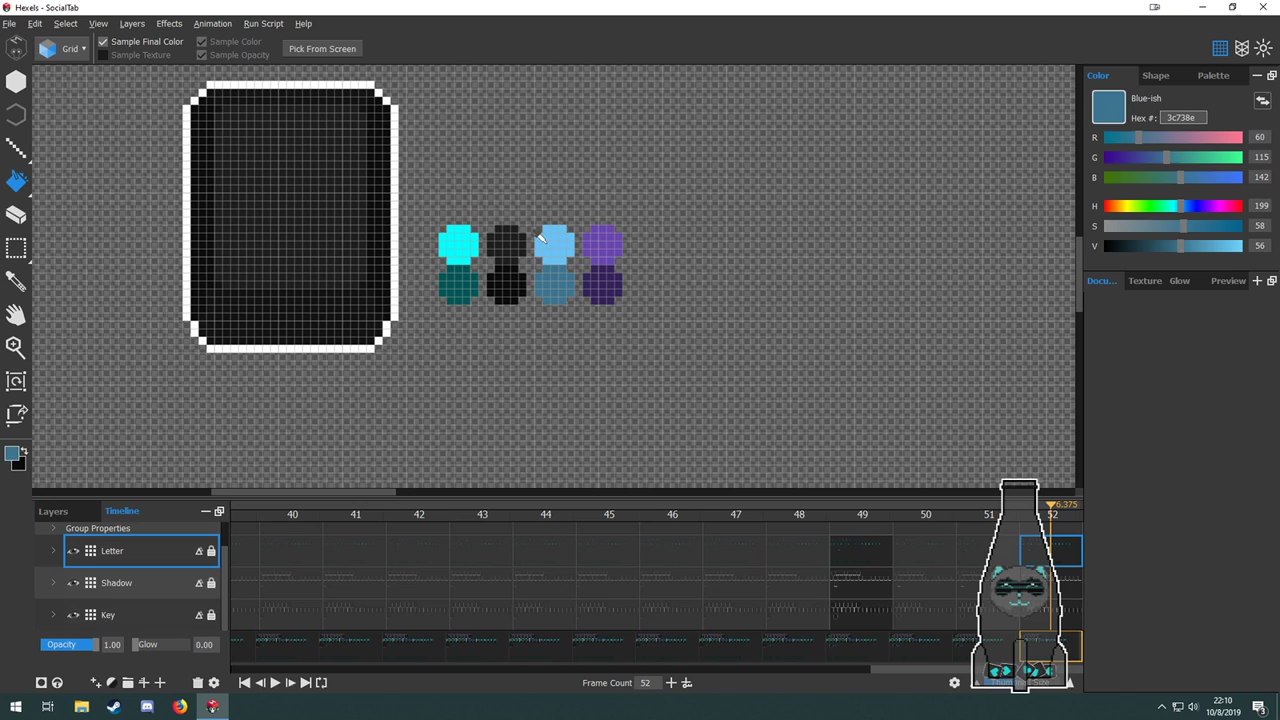 Hexels - SocialTab
File Edit Select View Layers Effects Animation Run Script Help
Grid Sample Final Color Sample Color Pick From Screen
Sample Texture Sample Opacity
Color Shape Palette
Blue-ish
Hex #: 3c738e
R 60
G 115
B 142
H 199
S 58
V 56
Docu... Texture Glow Preview
Layers Timeline
6.375
40 41 42 43 44 45 46 47 48 49 50 51 52
Group Properties
Letter
Shadow
Key
Opacity 1.00 Glow 0.00
Frame Count 52
Size
22:10
10/8/2019
3